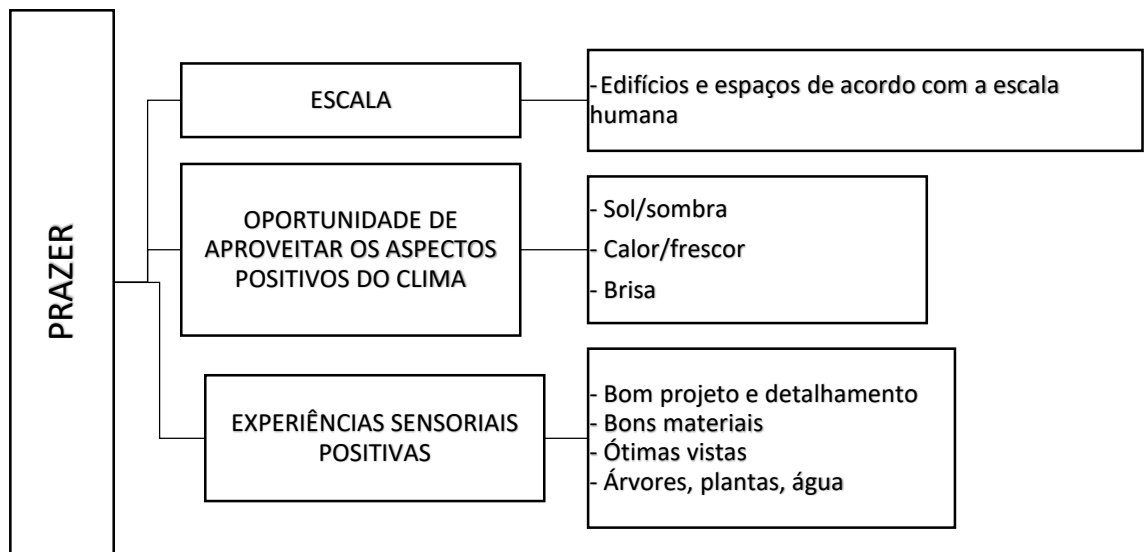 PRAZER
ESCALA
-Edifícios e espaços de acordo com a escala
humana
OPORTUNIDADE DE
APROVEITAR OS ASPECTOS
POSITIVOS DO CLIMA
- Sol/sombra
- Calor/frescor
- Brisa
EXPERIÊNCIAS SENSORIAIS
POSITIVAS
- Bom projeto e detalhamento
- Bons materiais
- Ótimas vistas
- Árvores, plantas, água